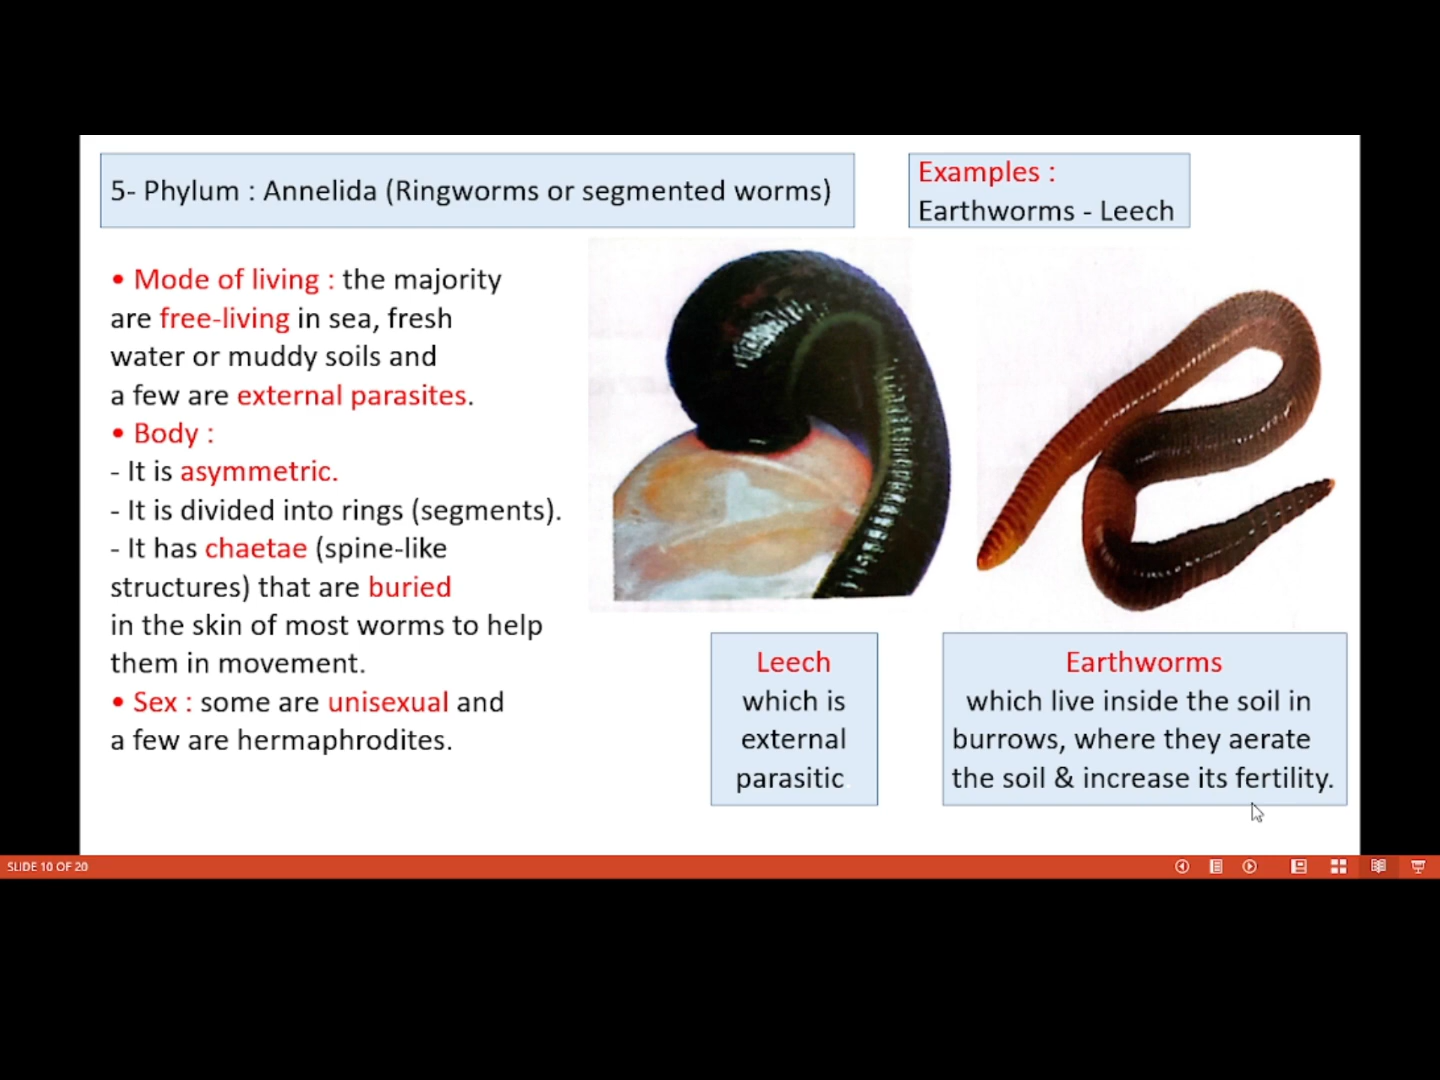 5- Phylum : Annelida (Ringworms or segmented worms)
Examples :
Earthworms - Leech
• Mode of living : the majority
are free-living in sea, fresh
water or muddy soils and
a few are external parasites.
• Body :
- It is asymmetric.
- It is divided into rings (segments).
- It has chaetae (spine-like
structures) that are buried
in the skin of most worms to help
them in movement.
• Sex : some are unisexual and
a few are hermaphrodites.
Leech
which is
external
parasitic
Earthworms
which live inside the soil in
burrows, where they aerate
the soil & increase its fertility.
SLIDE 10 OF 20